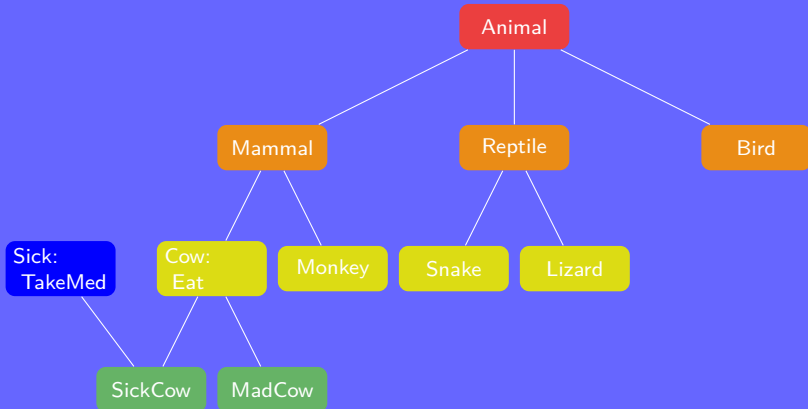 Animal
Mammal
Reptile
Bird
Sick:
TakeMed
Cow:
Eat
Monkey
Snake
Lizard
SickCow
MadCow